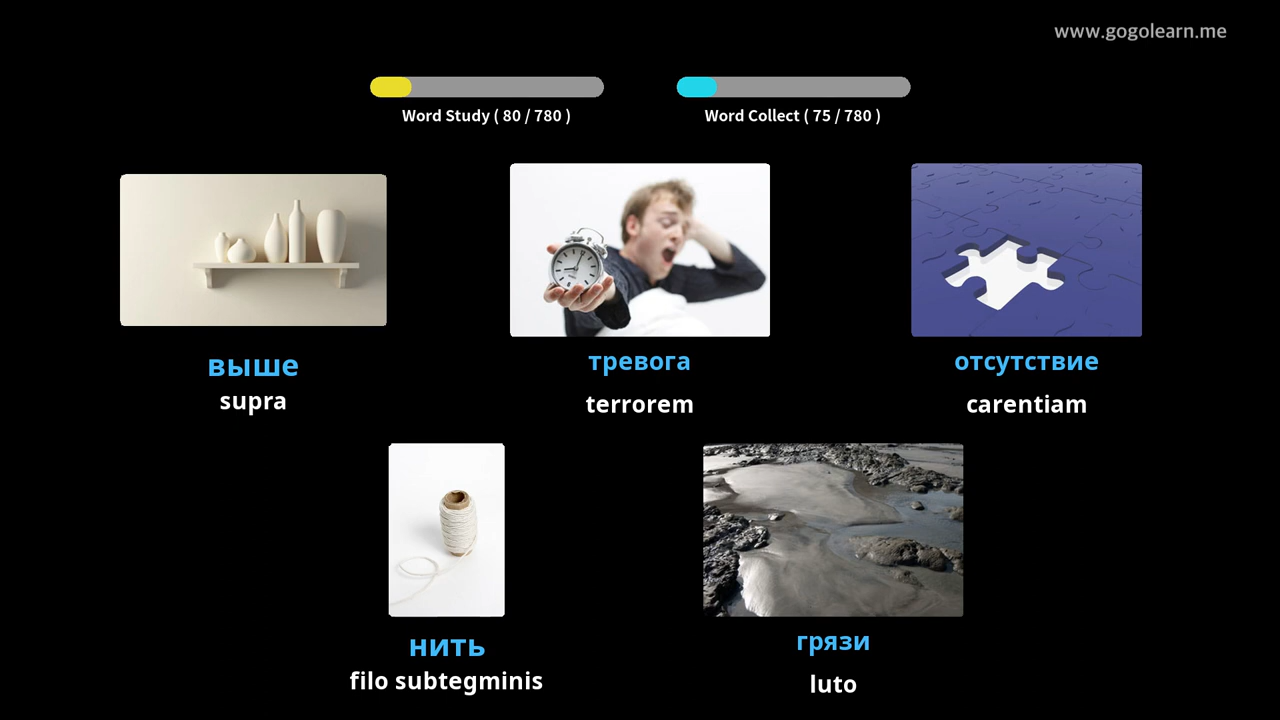 www.gogolearn.me
Word Study ( 80 / 780 )
Word Collect ( 75 / 780 )
выше
supra
тревога
terrorem
отсутствие
carentiam
нить
filo subtegminis
грязи
luto